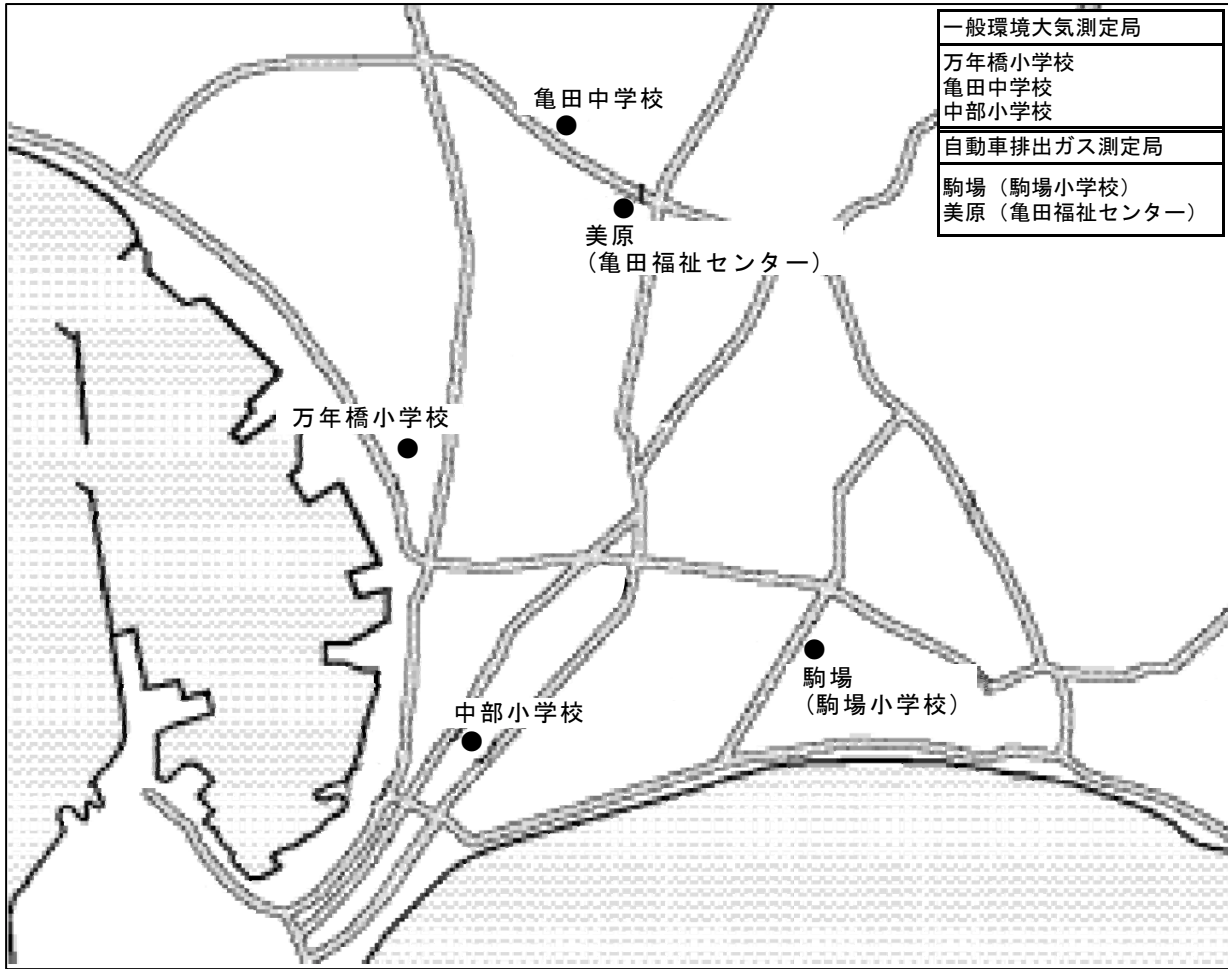 一般環境大気測定局
万年橋小学校
亀田中学校
中部小学校
自動車排出ガス測定局
駒場（駒場小学校）
美原（亀田福祉センター）
亀田中学校
美原
（亀田福祉センター）
万年橋小学校
駒場
（駒場小学校）
中部小学校